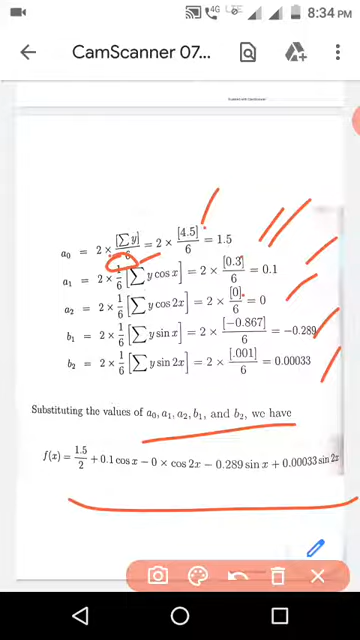 4G LTE 8:34 PM
CamScanner 07...
a₀ = 2 × [∑y]/6 = 2 × [4.5]/6 = 1.5
a₁ = 2 × 1/6 [∑ y cos x] = 2 × [0.3]/6 = 0.1
a₂ = 2 × 1/6 [∑ y cos 2x] = 2 × [0]/6 = 0
b₁ = 2 × 1/6 [∑ y sin x] = 2 × [−0.867]/6 = −0.289
b₂ = 2 × 1/6 [∑ y sin 2x] = 2 × [.001]/6 = 0.00033
Substituting the values of a₀, a₁, a₂, b₁, and b₂, we have
f(x) = 1.5/2 + 0.1 cos x − 0 × cos 2x − 0.289 sin x + 0.00033 sin 2x